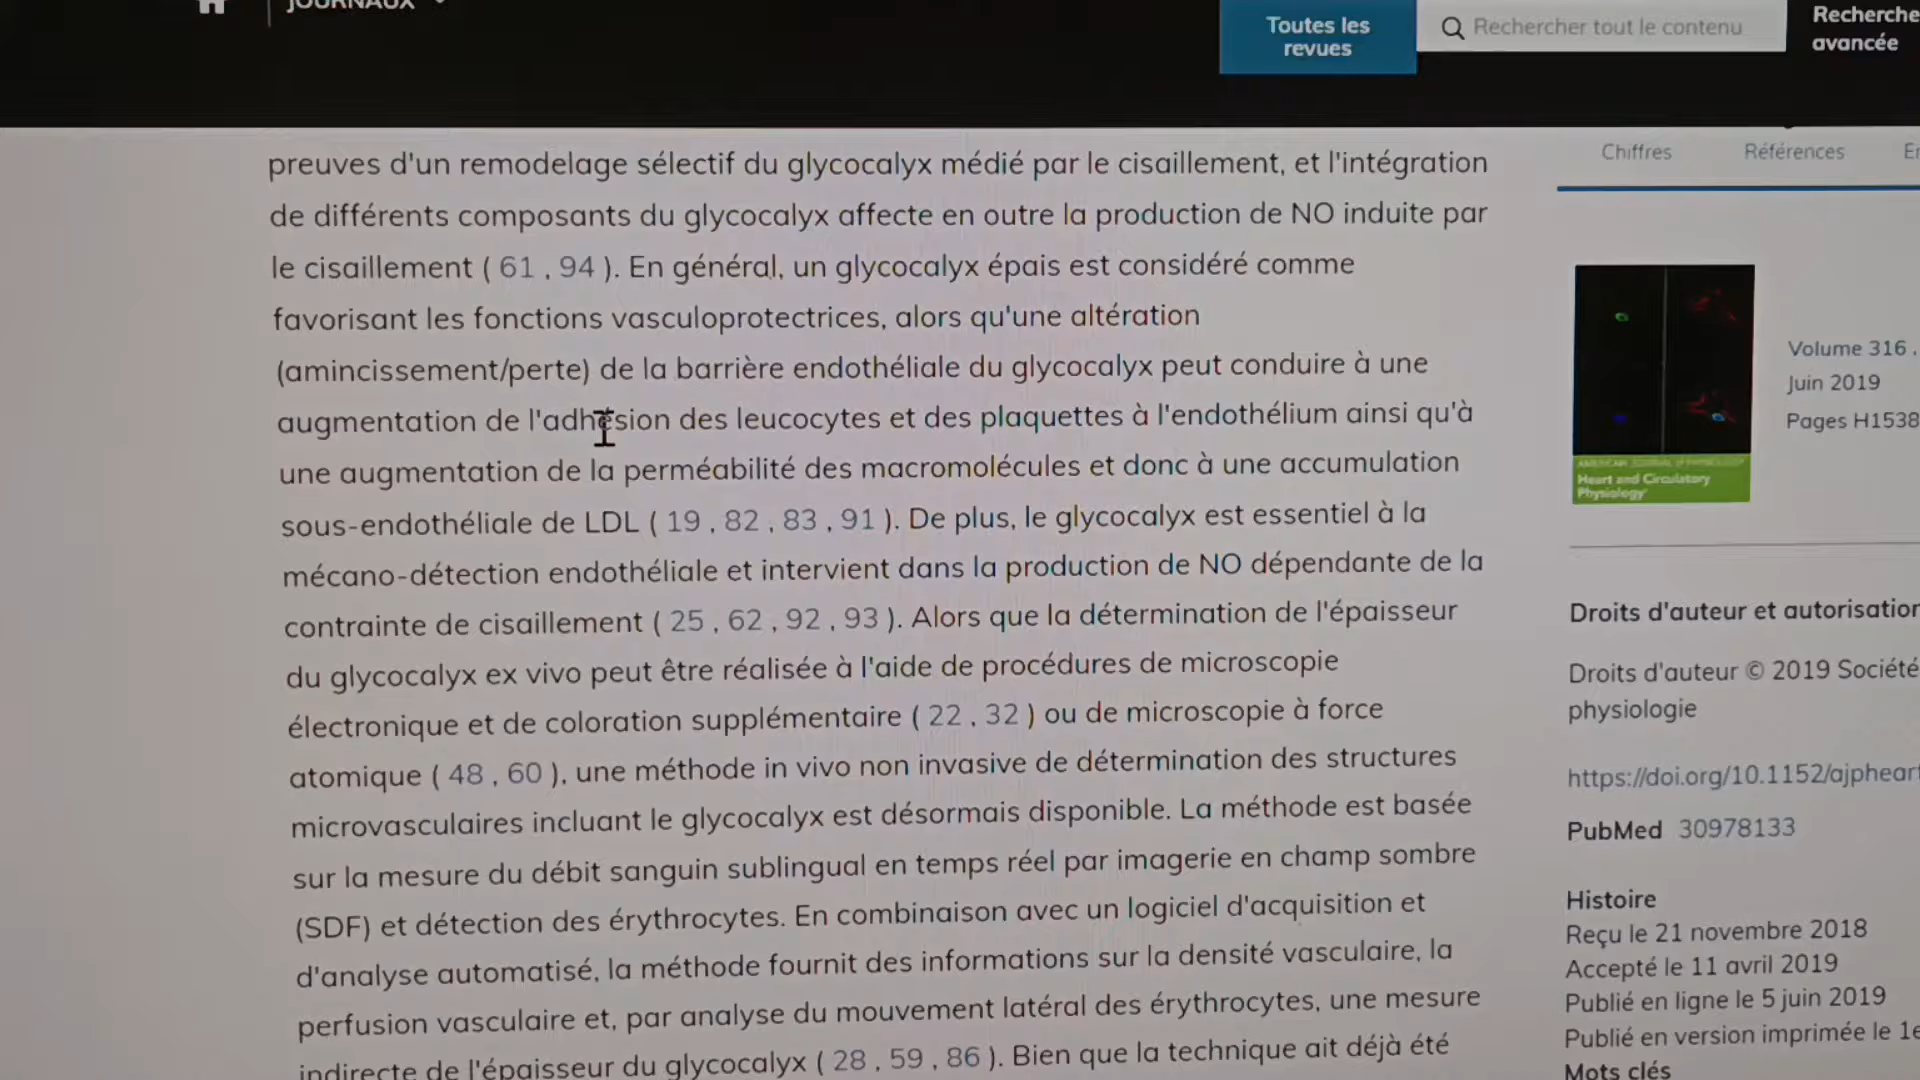 JOURNAUX
Toutes les
revues
Rechercher tout le contenu
Recherche
avancée
preuves d'un remodelage sélectif du glycocalyx médié par le cisaillement, et l'intégration
de différents composants du glycocalyx affecte en outre la production de NO induite par
le cisaillement ( 61 , 94 ). En général, un glycocalyx épais est considéré comme
favorisant les fonctions vasculoprotectrices, alors qu'une altération
(amincissement/perte) de la barrière endothéliale du glycocalyx peut conduire à une
augmentation de l'adhésion des leucocytes et des plaquettes à l'endothélium ainsi qu'à
une augmentation de la perméabilité des macromolécules et donc à une accumulation
sous-endothéliale de LDL ( 19 , 82 , 83 , 91 ). De plus, le glycocalyx est essentiel à la
mécano-détection endothéliale et intervient dans la production de NO dépendante de la
contrainte de cisaillement ( 25 , 62 , 92 , 93 ). Alors que la détermination de l'épaisseur
du glycocalyx ex vivo peut être réalisée à l'aide de procédures de microscopie
électronique et de coloration supplémentaire ( 22 , 32 ) ou de microscopie à force
atomique ( 48 , 60 ), une méthode in vivo non invasive de détermination des structures
microvasculaires incluant le glycocalyx est désormais disponible. La méthode est basée
sur la mesure du débit sanguin sublingual en temps réel par imagerie en champ sombre
(SDF) et détection des érythrocytes. En combinaison avec un logiciel d'acquisition et
d'analyse automatisé, la méthode fournit des informations sur la densité vasculaire, la
perfusion vasculaire et, par analyse du mouvement latéral des érythrocytes, une mesure
indirecte de l'épaisseur du glycocalyx ( 28 , 59 , 86 ). Bien que la technique ait déjà été
Chiffres
Références
AMERICAN JOURNAL OF PHYSIOLOGY
Heart and Circulatory
Physiology
Volume 316 ,
Juin 2019
Pages H1538
Droits d'auteur et autorisation
Droits d'auteur © 2019 Société
physiologie
https://doi.org/10.1152/ajpheart
PubMed 30978133
Histoire
Reçu le 21 novembre 2018
Accepté le 11 avril 2019
Publié en ligne le 5 juin 2019
Publié en version imprimée le 1e
Mots clés